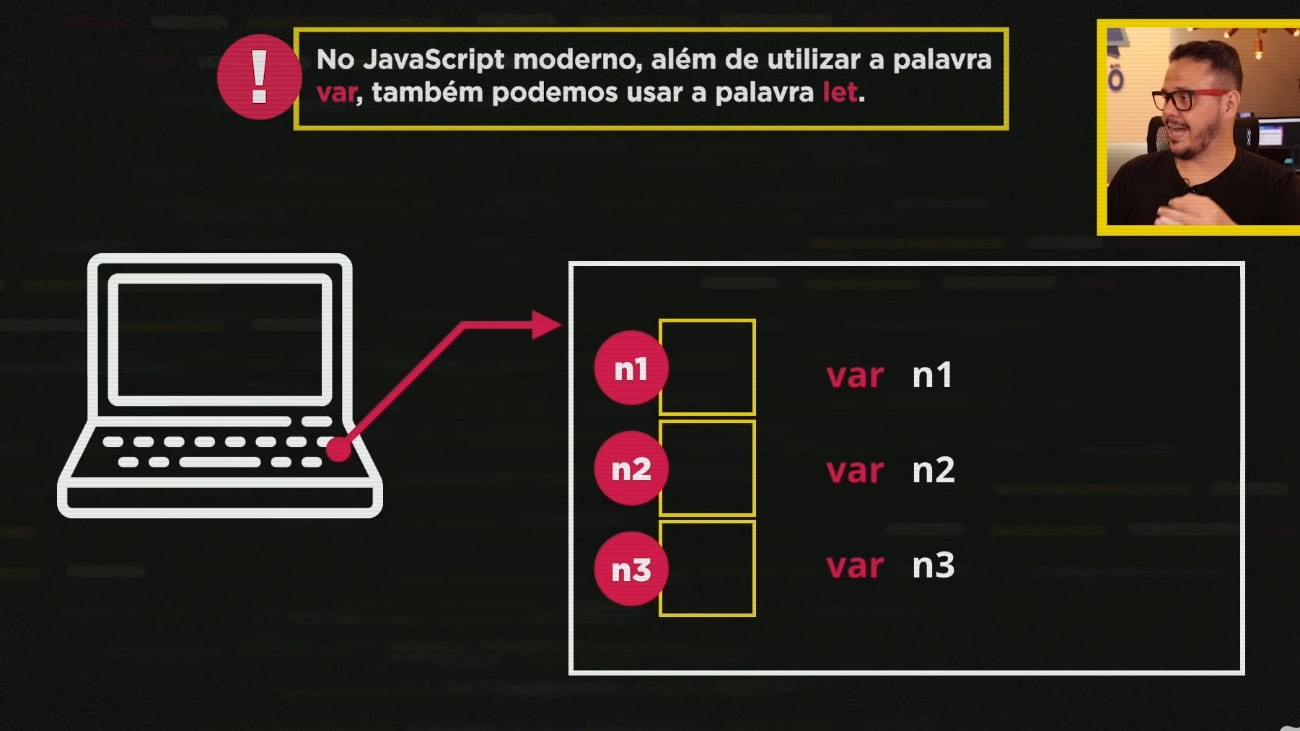 !
No JavaScript moderno, além de utilizar a palavra
var, também podemos usar a palavra let.
n1 var n1
n2 var n2
n3 var n3